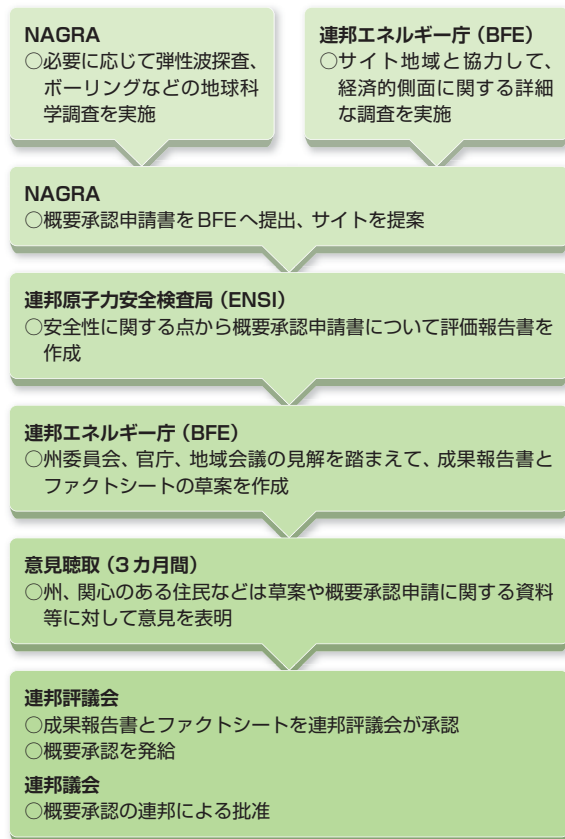 NAGRA
○必要に応じて弾性波探査、
ボーリングなどの地球科
学調査を実施
連邦エネルギー庁（BFE）
○サイト地域と協力して、
経済的側面に関する詳細
な調査を実施
NAGRA
○概要承認申請書をBFEへ提出、サイトを提案
連邦原子力安全検査局（ENSI）
○安全性に関する点から概要承認申請書について評価報告書を
作成
連邦エネルギー庁（BFE）
○州委員会、官庁、地域会議の見解を踏まえて、成果報告書と
ファクトシートの草案を作成
意見聴取（3カ月間）
○州、関心のある住民などは草案や概要承認申請に関する資料
等に対して意見を表明
連邦評議会
○成果報告書とファクトシートを連邦評議会が承認
○概要承認を発給
連邦議会
○概要承認の連邦による批准